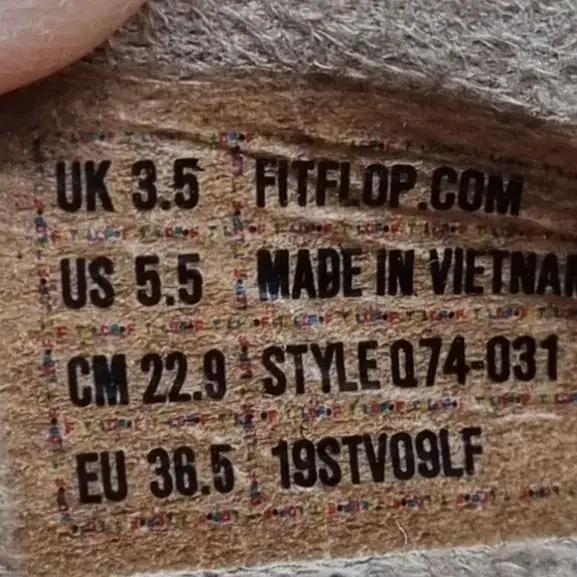 UK 3.5 FITFLOP.COM
US 5.5 MADE IN VIETNAM
CM 22.9 STYLE Q74-031
EU 36.5 19STV09LF